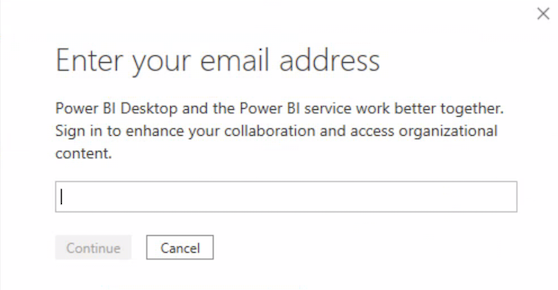 Enter your email address
Power BI Desktop and the Power BI service work better together.
Sign in to enhance your collaboration and access organizational
content.
Continue
Cancel